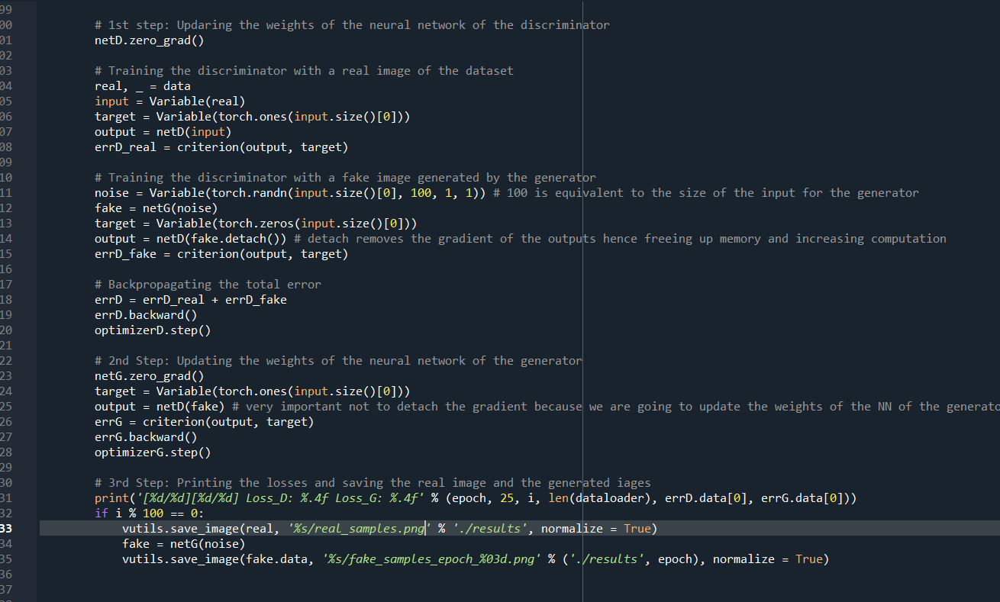 99
00 # 1st step: Updaring the weights of the neural network of the discriminator
01 netD.zero_grad()
02
03 # Training the discriminator with a real image of the dataset
04 real, _ = data
05 input = Variable(real)
06 target = Variable(torch.ones(input.size()[0]))
07 output = netD(input)
08 errD_real = criterion(output, target)
09
10 # Training the discriminator with a fake image generated by the generator
11 noise = Variable(torch.randn(input.size()[0], 100, 1, 1)) # 100 is equivalent to the size of the input for the generator
12 fake = netG(noise)
13 target = Variable(torch.zeros(input.size()[0]))
14 output = netD(fake.detach()) # detach removes the gradient of the outputs hence freeing up memory and increasing computation
15 errD_fake = criterion(output, target)
16
17 # Backpropagating the total error
18 errD = errD_real + errD_fake
19 errD.backward()
20 optimizerD.step()
21
22 # 2nd Step: Updating the weights of the neural network of the generator
23 netG.zero_grad()
24 target = Variable(torch.ones(input.size()[0]))
25 output = netD(fake) # very important not to detach the gradient because we are going to update the weights of the NN of the generato
26 errG = criterion(output, target)
27 errG.backward()
28 optimizerG.step()
29
30 # 3rd Step: Printing the losses and saving the real image and the generated iages
31 print('[%d/%d][%d/%d] Loss_D: %.4f Loss_G: %.4f' % (epoch, 25, i, len(dataloader), errD.data[0], errG.data[0]))
32 if i % 100 == 0:
33 vutils.save_image(real, '%s/real_samples.png' % './results', normalize = True)
34 fake = netG(noise)
35 vutils.save_image(fake.data, '%s/fake_samples_epoch_%03d.png' % ('./results', epoch), normalize = True)
36
37